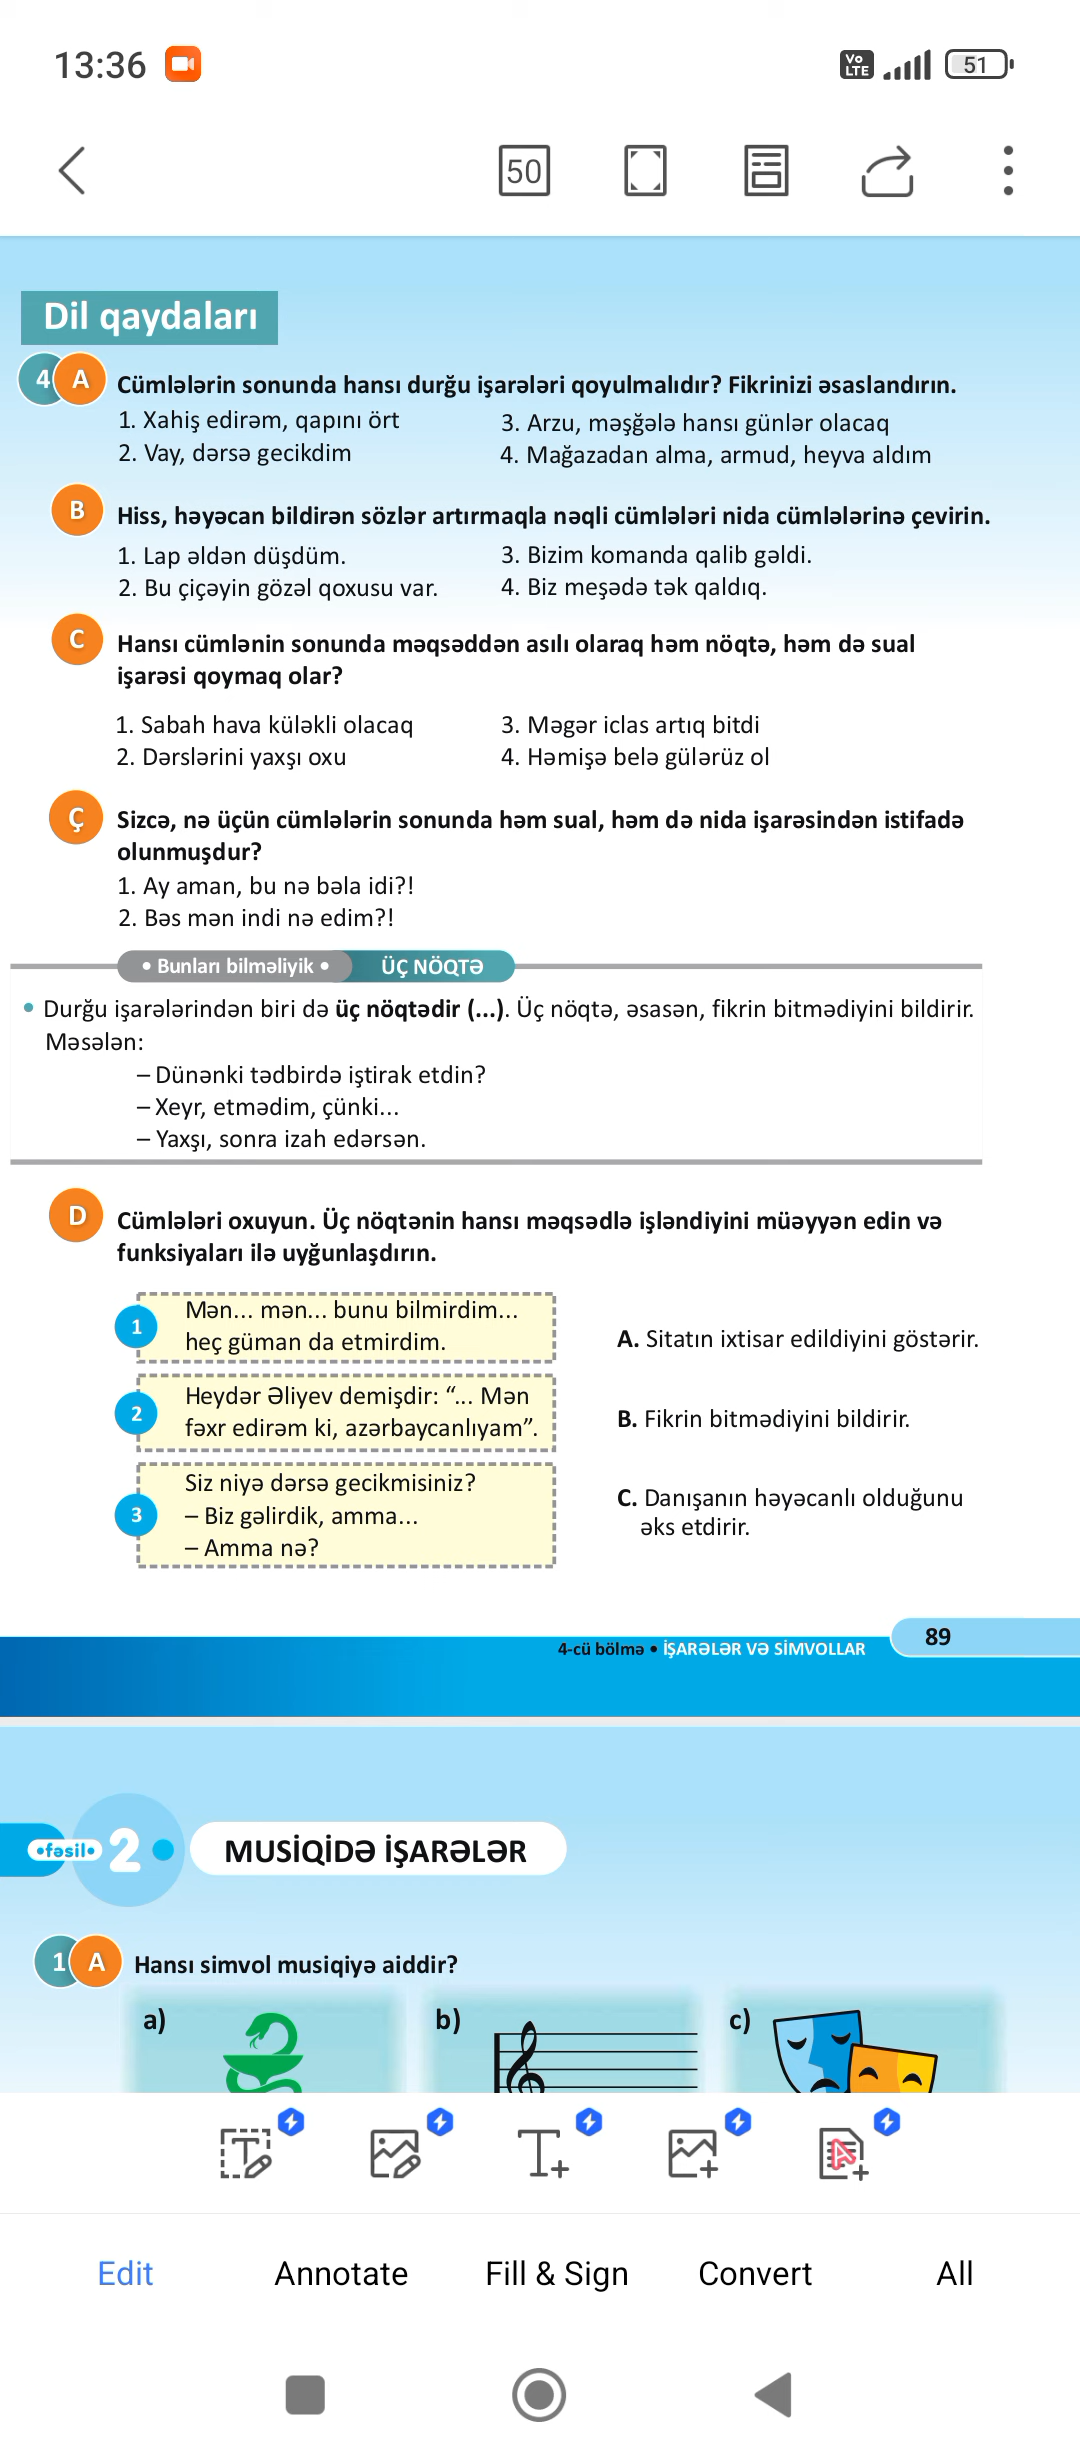 13:36
Vo LTE
51
50
Dil qaydaları
4 A Cümlələrin sonunda hansı durğu işarələri qoyulmalıdır? Fikrinizi əsaslandırın.
1. Xahiş edirəm, qapını ört
2. Vay, dərsə gecikdim
3. Arzu, məşğələ hansı günlər olacaq
4. Mağazadan alma, armud, heyva aldım
B Hiss, həyəcan bildirən sözlər artırmaqla nəqli cümlələri nida cümlələrinə çevirin.
1. Lap əldən düşdüm.
2. Bu çiçəyin gözəl qoxusu var.
3. Bizim komanda qalib gəldi.
4. Biz meşədə tək qaldıq.
C Hansı cümlənin sonunda məqsəddən asılı olaraq həm nöqtə, həm də sual
işarəsi qoymaq olar?
1. Sabah hava küləkli olacaq
2. Dərslərini yaxşı oxu
3. Məgər iclas artıq bitdi
4. Həmişə belə gülərüz ol
Ç Sizcə, nə üçün cümlələrin sonunda həm sual, həm də nida işarəsindən istifadə
olunmuşdur?
1. Ay aman, bu nə bəla idi?!
2. Bəs mən indi nə edim?!
• Bunları bilməliyik • ÜÇ NÖQTƏ
• Durğu işarələrindən biri də üç nöqtədir (...). Üç nöqtə, əsasən, fikrin bitmədiyini bildirir.
Məsələn:
– Dünənki tədbirdə iştirak etdin?
– Xeyr, etmədim, çünki...
– Yaxşı, sonra izah edərsən.
D Cümlələri oxuyun. Üç nöqtənin hansı məqsədlə işləndiyini müəyyən edin və
funksiyaları ilə uyğunlaşdırın.
1 Mən... mən... bunu bilmirdim...
heç güman da etmirdim.
2 Heydər Əliyev demişdir: “... Mən
fəxr edirəm ki, azərbaycanlıyam”.
3 Siz niyə dərsə gecikmisiniz?
– Biz gəlirdik, amma...
– Amma nə?
A. Sitatın ixtisar edildiyini göstərir.
B. Fikrin bitmədiyini bildirir.
C. Danışanın həyəcanlı olduğunu
əks etdirir.
4-cü bölmə • İŞARƏLƏR VƏ SİMVOLLAR
89
•fəsil• 2 MUSİQİDƏ İŞARƏLƏR
1 A Hansı simvol musiqiyə aiddir?
a)
b)
c)
Edit
Annotate
Fill & Sign
Convert
All